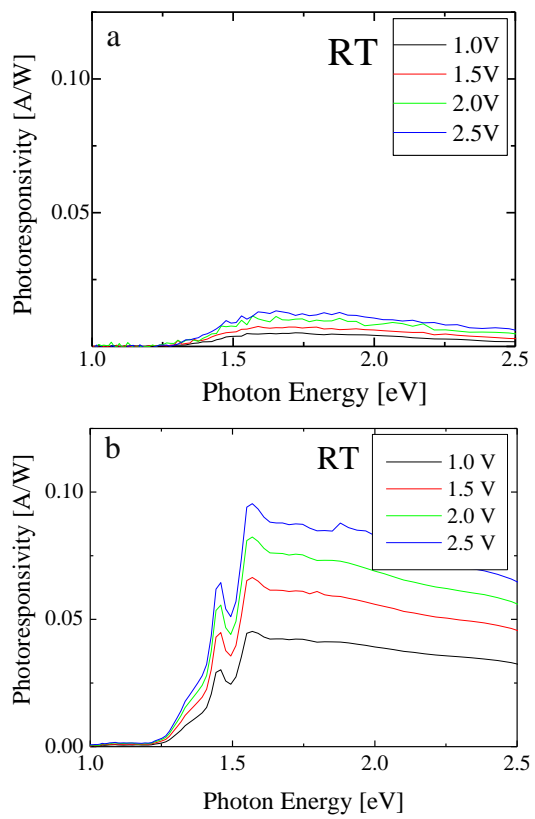 a
RT
1.0V
1.5V
2.0V
2.5V
Photoresponsivity [A/W]
0.10
0.05
1.0
1.5
2.0
2.5
Photon Energy [eV]
b
RT
1.0 V
1.5 V
2.0 V
2.5 V
Photoresponsivity [A/W]
0.10
0.05
0.00
1.0
1.5
2.0
2.5
Photon Energy [eV]